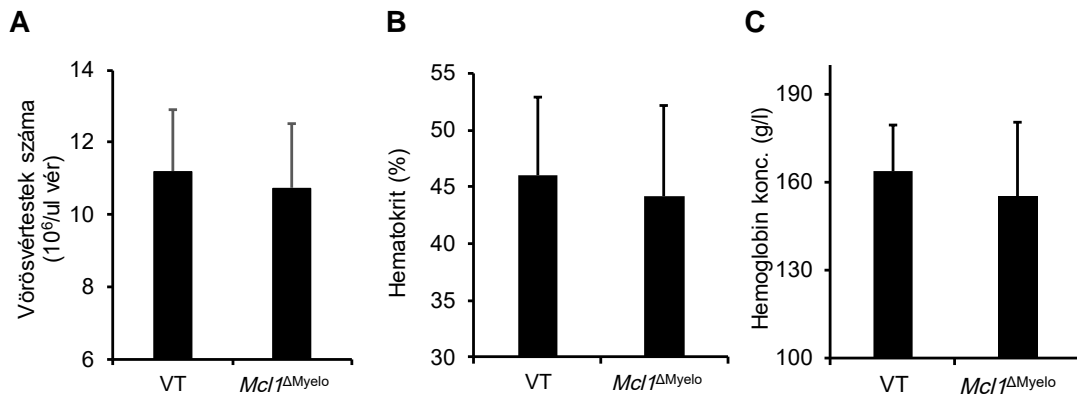 A
Vörösvértestek száma
(10⁶/ul vér)
14
12
10
8
6
VT
Mcl1ΔMyelo
B
Hematokrit (%)
55
50
45
40
35
30
VT
Mcl1ΔMyelo
C
Hemoglobin konc. (g/l)
190
160
130
100
VT
Mcl1ΔMyelo